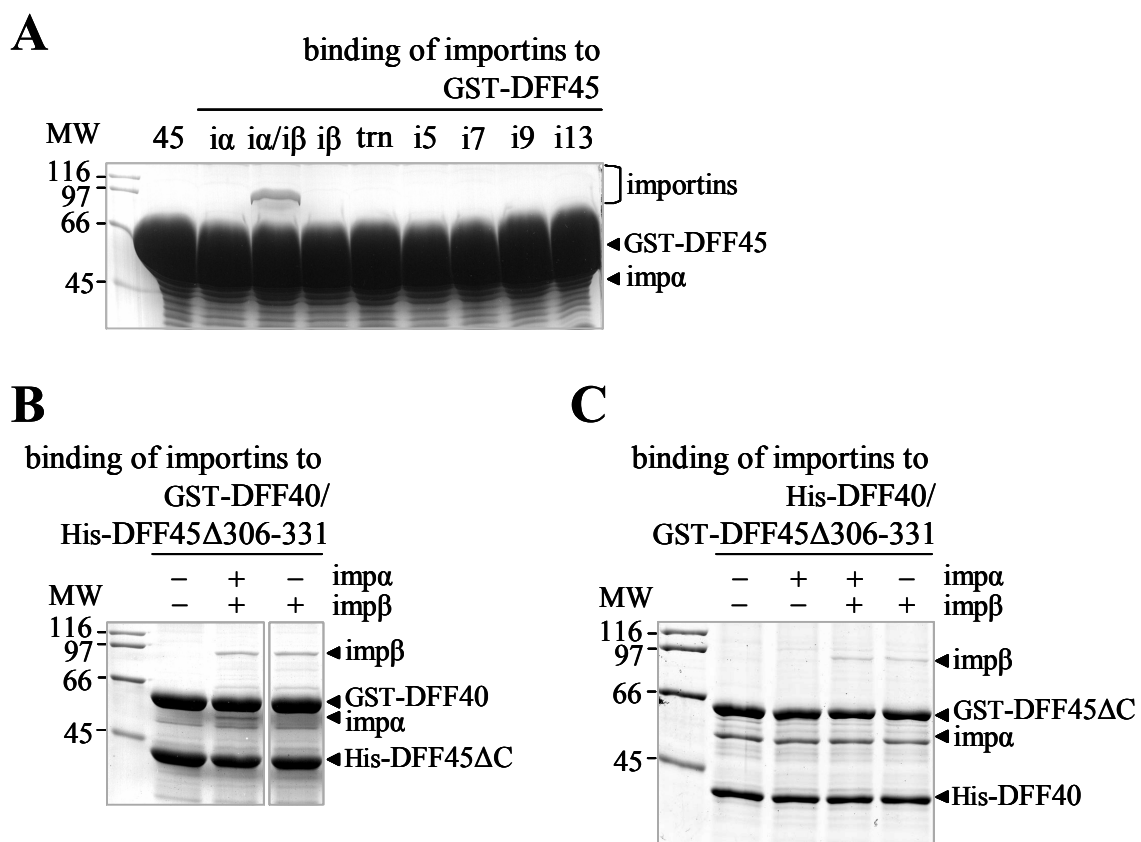 A
binding of importins to
GST-DFF45
MW 45 iα iα/iβ iβ trn i5 i7 i9 i13
116
97
66
45
importins
GST-DFF45
impα
B
binding of importins to
GST-DFF40/
His-DFF45Δ306-331
− + − impα
MW − + + impβ
116
97
66
45
impβ
GST-DFF40
impα
His-DFF45ΔC
C
binding of importins to
His-DFF40/
GST-DFF45Δ306-331
− + + − impα
MW − − + + impβ
116
97
66
45
impβ
GST-DFF45ΔC
impα
His-DFF40